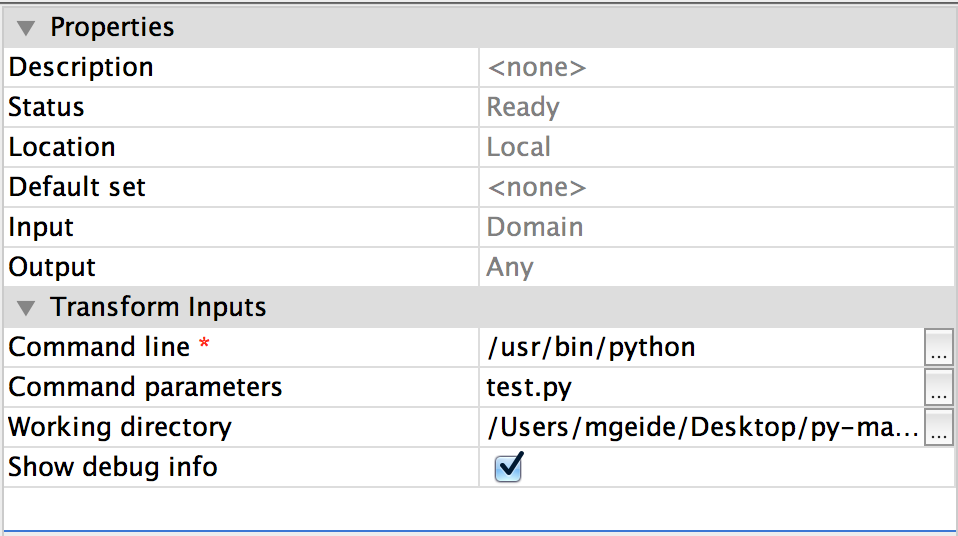 Properties
Description <none>
Status Ready
Location Local
Default set <none>
Input Domain
Output Any
Transform Inputs
Command line * /usr/bin/python ...
Command parameters test.py ...
Working directory /Users/mgeide/Desktop/py-ma... ...
Show debug info